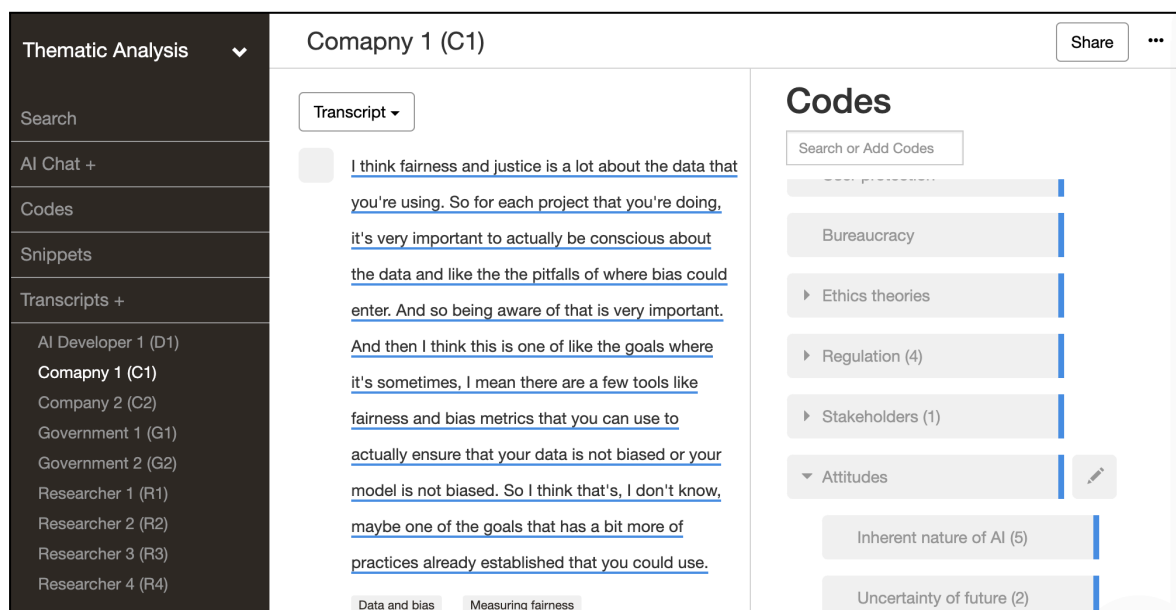 Thematic Analysis
Search
AI Chat +
Codes
Snippets
Transcripts +
AI Developer 1 (D1)
Comapny 1 (C1)
Company 2 (C2)
Government 1 (G1)
Government 2 (G2)
Researcher 1 (R1)
Researcher 2 (R2)
Researcher 3 (R3)
Researcher 4 (R4)
Comapny 1 (C1)
Share
Transcript
I think fairness and justice is a lot about the data that
you're using. So for each project that you're doing,
it's very important to actually be conscious about
the data and like the the pitfalls of where bias could
enter. And so being aware of that is very important.
And then I think this is one of like the goals where
it's sometimes, I mean there are a few tools like
fairness and bias metrics that you can use to
actually ensure that your data is not biased or your
model is not biased. So I think that's, I don't know,
maybe one of the goals that has a bit more of
practices already established that you could use.
Data and bias
Measuring fairness
Codes
Search or Add Codes
User protection
Bureaucracy
Ethics theories
Regulation (4)
Stakeholders (1)
Attitudes
Inherent nature of AI (5)
Uncertainty of future (2)